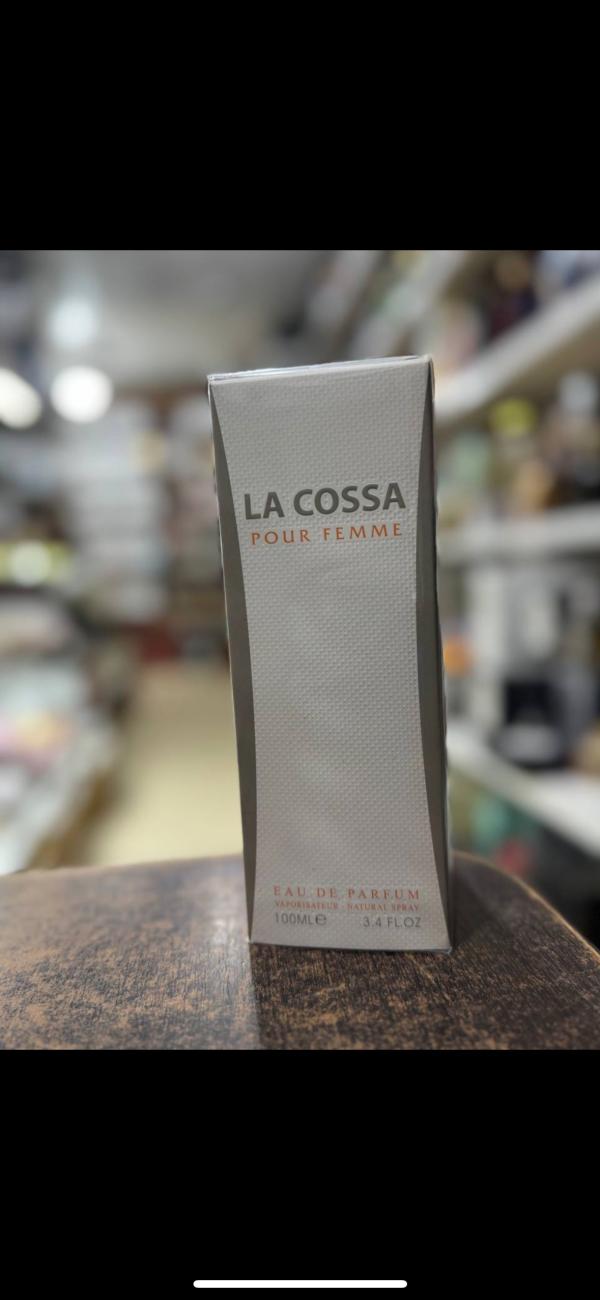 LA COSSA
POUR FEMME
EAU DE PARFUM
VAPORISATEUR - NATURAL SPRAY
100ML℮ 3.4 FL.OZ